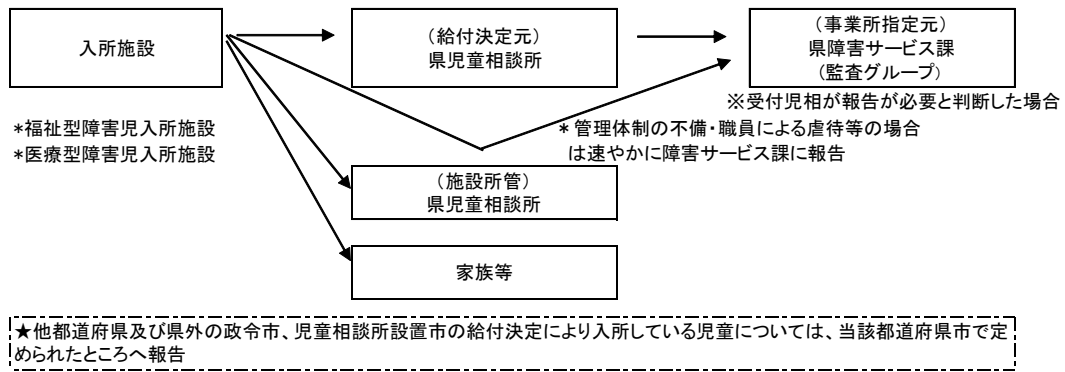 入所施設
（給付決定元）
県児童相談所
（事業所指定元）
県障害サービス課
（監査グループ）
※受付児相が報告が必要と判断した場合
*福祉型障害児入所施設
*医療型障害児入所施設
* 管理体制の不備・職員による虐待等の場合
は速やかに障害サービス課に報告
（施設所管）
県児童相談所
家族等
★他都道府県及び県外の政令市、児童相談所設置市の給付決定により入所している児童については、当該都道府県市で定
められたところへ報告